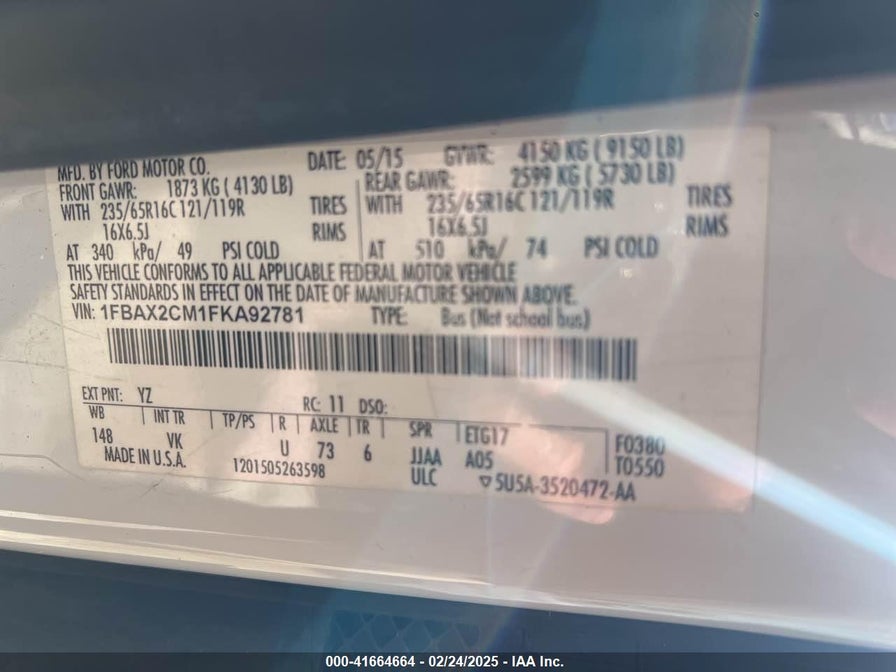 MFD. BY FORD MOTOR CO. DATE: 05/15 GVWR: 4150 KG ( 9150 LB)
FRONT GAWR: 1873 KG ( 4130 LB) REAR GAWR: 2599 KG ( 5730 LB)
WITH 235/65R16C 121/119R TIRES WITH 235/65R16C 121/119R TIRES
16X6.5J RIMS 16X6.5J RIMS
AT 340 kPa/ 49 PSI COLD AT 510 kPa/ 74 PSI COLD
THIS VEHICLE CONFORMS TO ALL APPLICABLE FEDERAL MOTOR VEHICLE
SAFETY STANDARDS IN EFFECT ON THE DATE OF MANUFACTURE SHOWN ABOVE.
VIN: 1FBAX2CM1FKA92781 TYPE: Bus (Not school bus)
EXT PNT: YZ RC: 11 DSO:
WB INT TR TP/PS R AXLE TR SPR ETG17
148 VK U 73 6 JJAA A05 F0380
MADE IN U.S.A. 1201505263598 ULC ▽5U5A-3520472-AA T0550
000-41664664 - 02/24/2025 - IAA Inc.